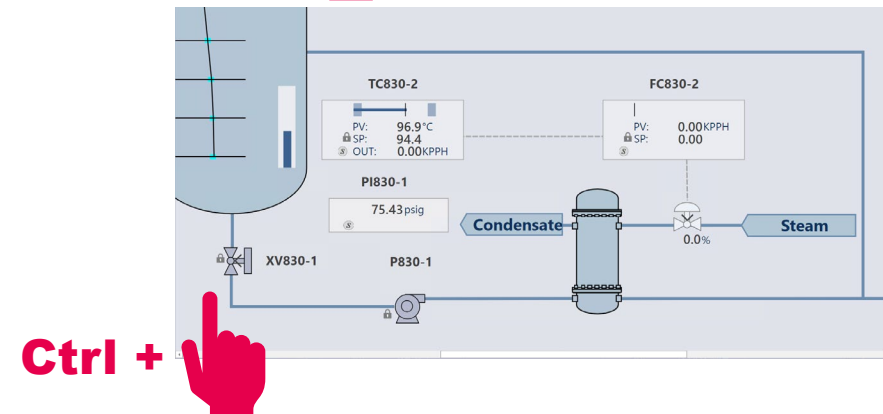 TC830-2
PV: 96.9°C
SP: 94.4
S OUT: 0.00KPPH
FC830-2
PV: 0.00KPPH
SP: 0.00
S
PI830-1
75.43psig
S
Condensate
Steam
0.0%
XV830-1
P830-1
Ctrl +